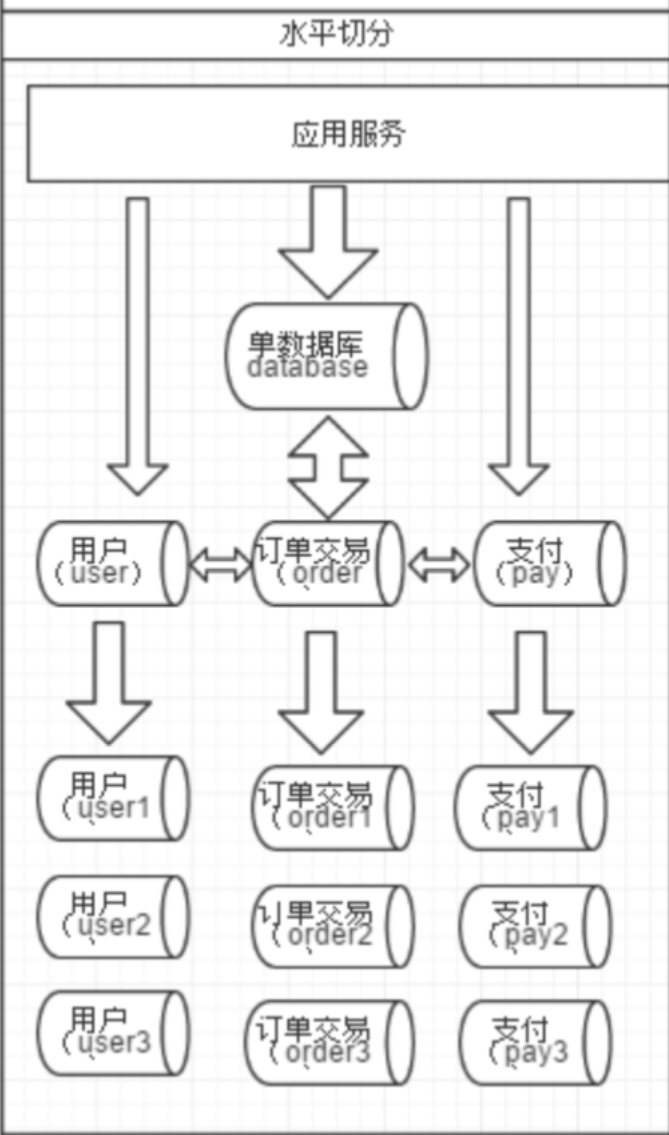 水平切分
应用服务
单数据库
database
用户
(user)
订单交易
(order
支付
(pay)
用户
(user1
订单交易
(order1
支付
(pay1
用户
(user2
订单交易
(order2
支付
(pay2
用户
(user3
订单交易
(order3
支付
(pay3